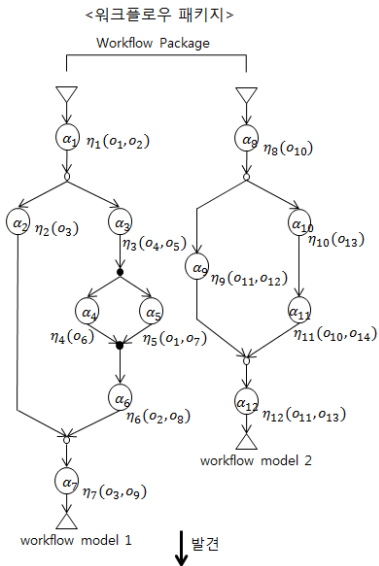 <워크플로우 패키지>
Workflow Package
α₁ η₁(o₁,o₂)
α₂ η₂(o₃)
α₃
η₃(o₄,o₅)
α₄ α₅
η₄(o₆) η₅(o₁,o₇)
α₆
η₆(o₂,o₈)
α₇ η₇(o₃,o₉)
workflow model 1
α₈ η₈(o₁₀)
α₁₀
η₁₀(o₁₃)
α₉ η₉(o₁₁,o₁₂)
α₁₁
η₁₁(o₁₀,o₁₄)
α₁₂ η₁₂(o₁₁,o₁₃)
workflow model 2
발견